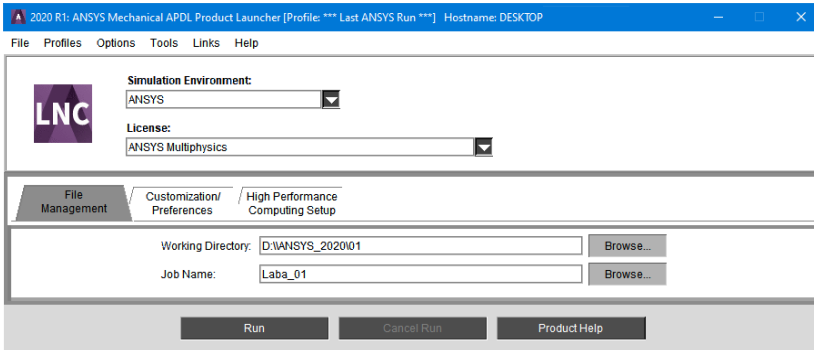 2020 R1: ANSYS Mechanical APDL Product Launcher [Profile: *** Last ANSYS Run ***] Hostname: DESKTOP
File Profiles Options Tools Links Help
LNC
Simulation Environment:
ANSYS
License:
ANSYS Multiphysics
File Management
Customization/ Preferences
High Performance Computing Setup
Working Directory: D:\\ANSYS_2020\01 Browse...
Job Name: Laba_01 Browse...
Run Cancel Run Product Help